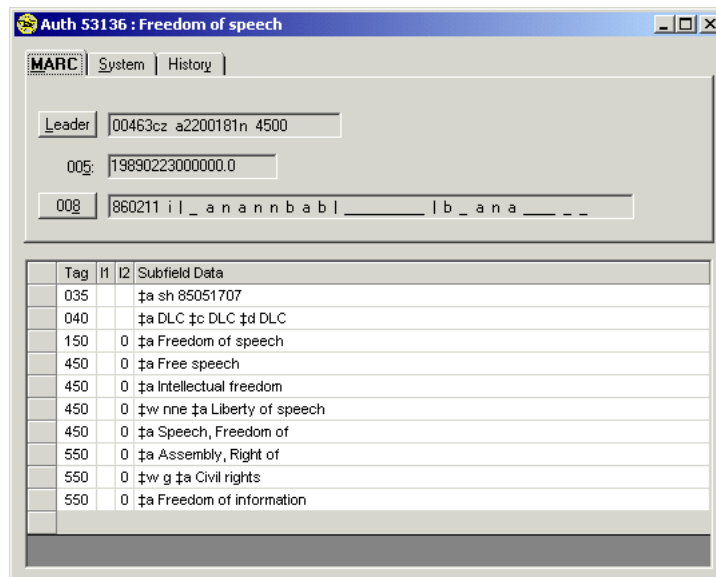 Auth 53136 : Freedom of speech
MARC System History
Leader 00463cz a2200181n 4500
005: 19890223000000.0
008 860211 i | _ a n a n n b a b | _________ | b _ a n a ____ _ _
Tag I1 I2 Subfield Data
035 ‡a sh 85051707
040 ‡a DLC ‡c DLC ‡d DLC
150 0 ‡a Freedom of speech
450 0 ‡a Free speech
450 0 ‡a Intellectual freedom
450 0 ‡w nne ‡a Liberty of speech
450 0 ‡a Speech, Freedom of
550 0 ‡a Assembly, Right of
550 0 ‡w g ‡a Civil rights
550 0 ‡a Freedom of information